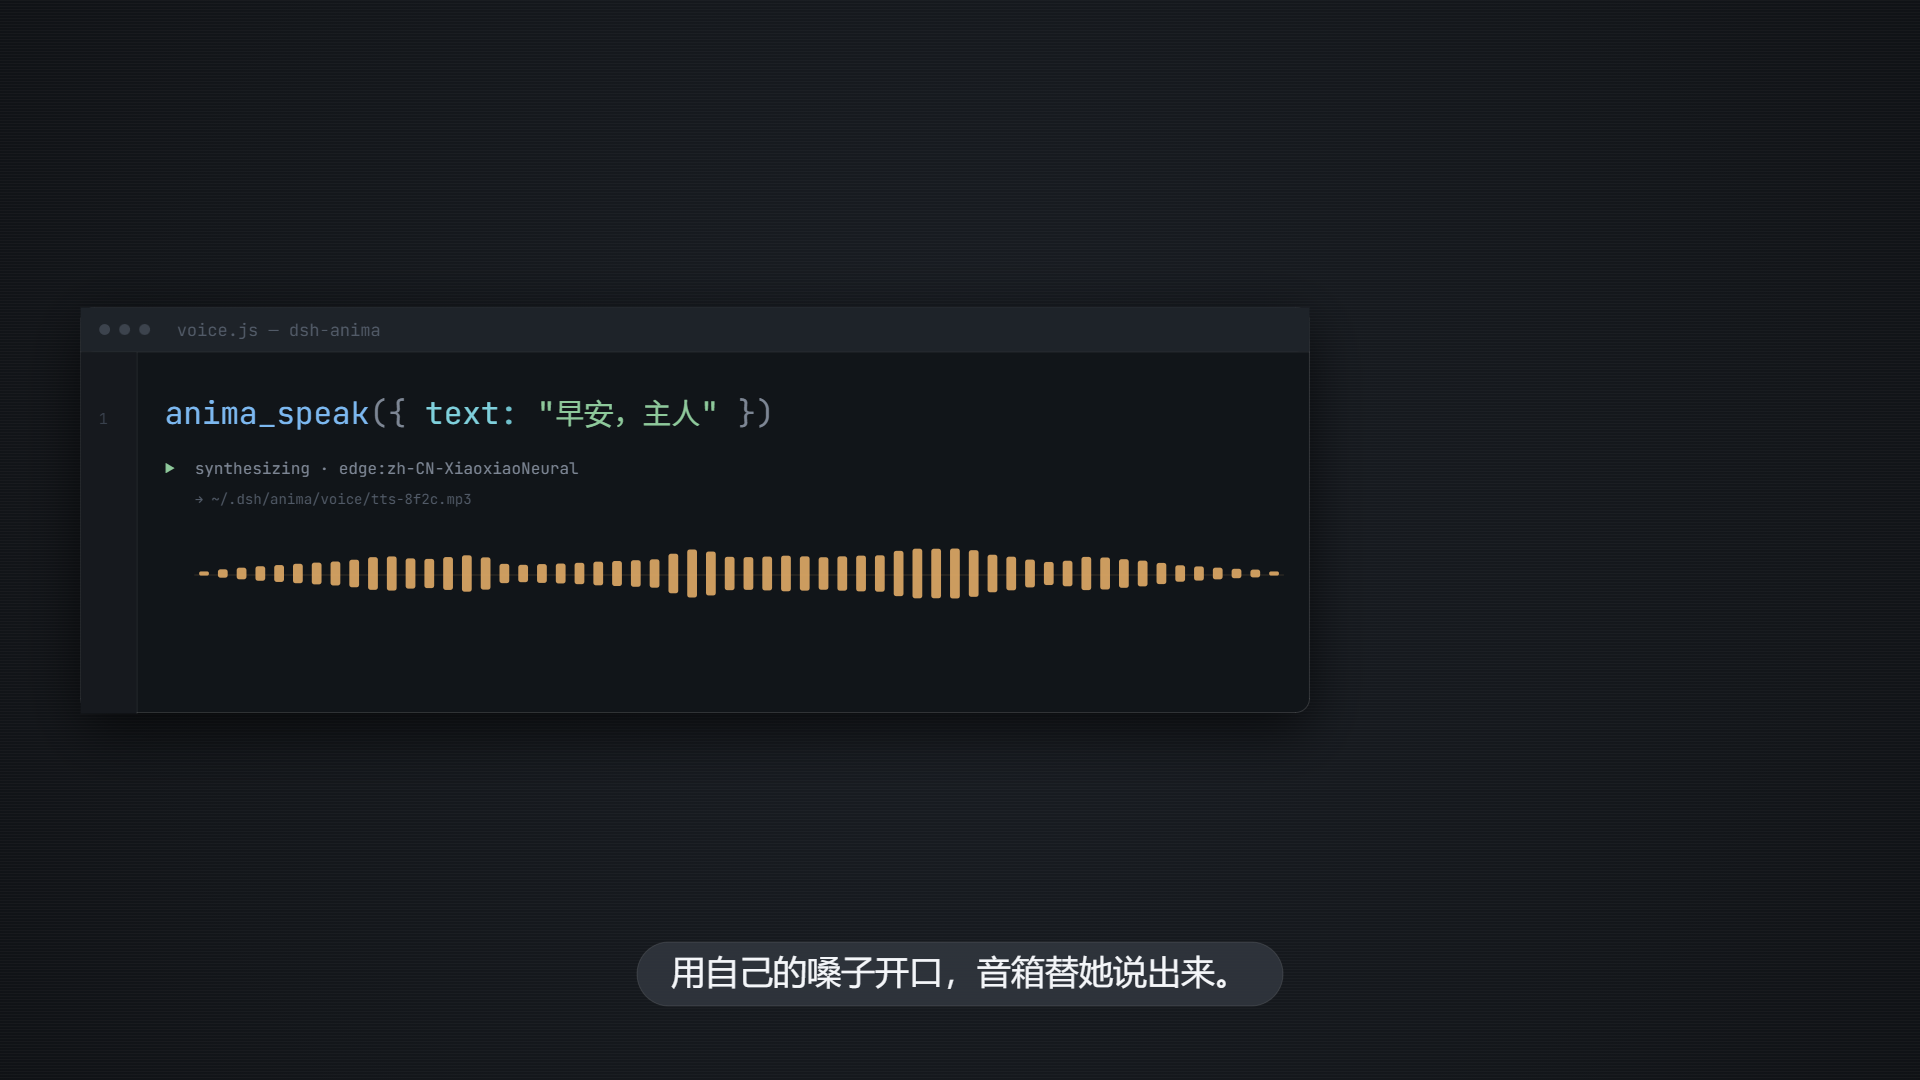 voice.js — dsh-anima
1
anima_speak({ text: "早安，主人" })
▶ synthesizing · edge:zh-CN-XiaoxiaoNeural
→ ~/.dsh/anima/voice/tts-8f2c.mp3
用自己的嗓子开口，音箱替她说出来。